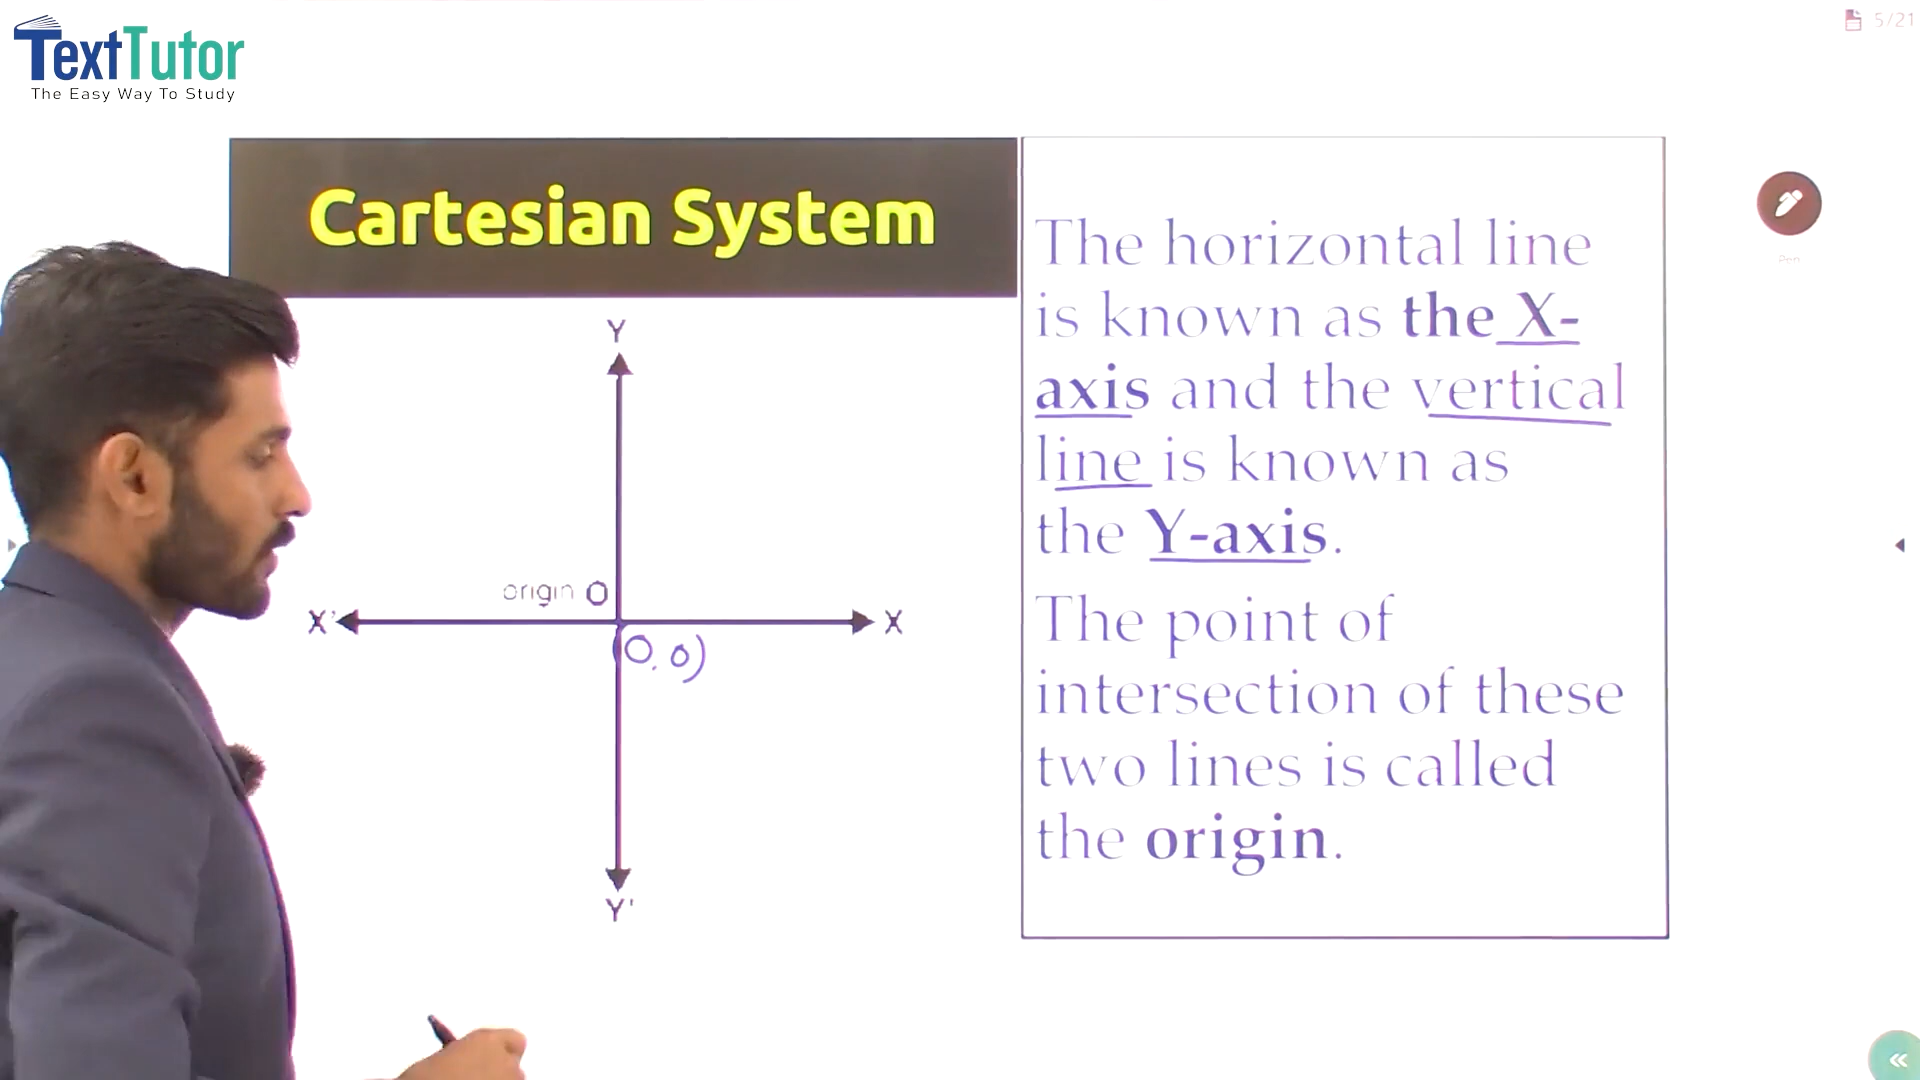 TextTutor
The Easy Way To Study
5/21
Cartesian System
Pen
Y
origin O
X' X
(0,0)
Y'
The horizontal line
is known as the X-
axis and the vertical
line is known as
the Y-axis.
The point of
intersection of these
two lines is called
the origin.